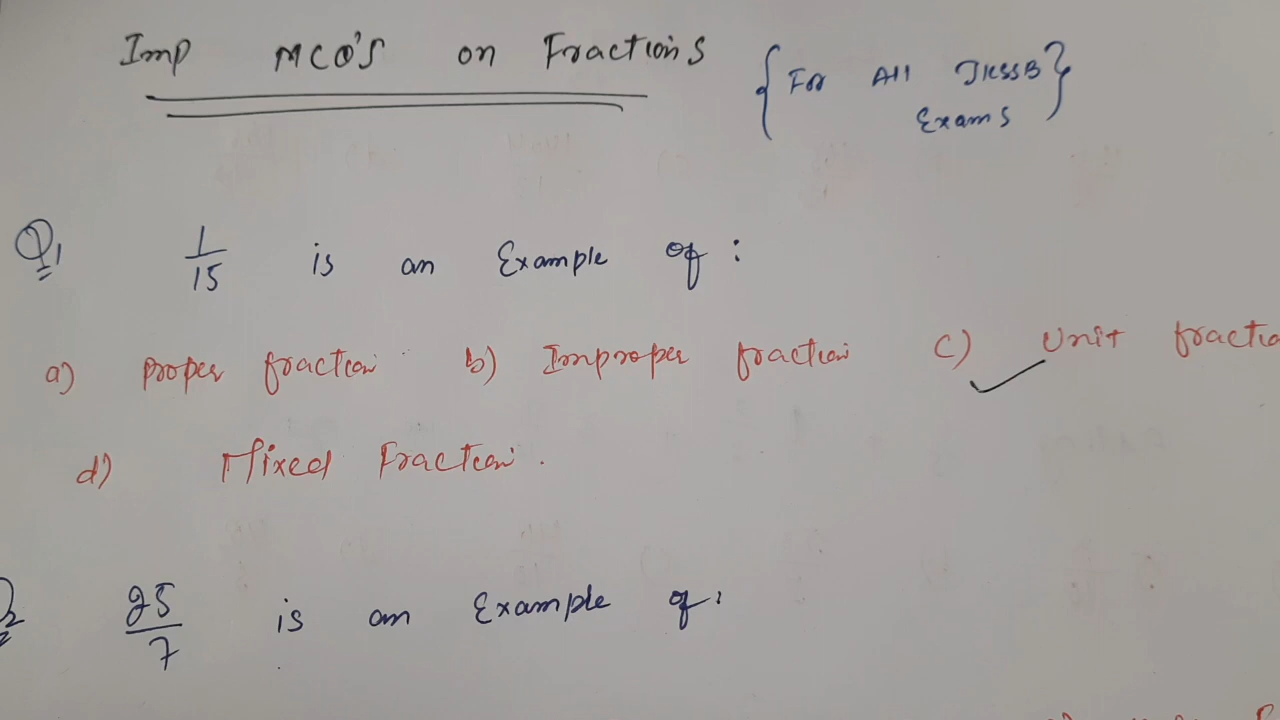 Imp MCQ'S on Fractions {For All JKSSB
Exams}
Q1 1/15 is an Example of :
a) Proper fraction b) Improper fraction c) Unit fractio
d) Mixed Fraction.
25/7 is an Example of :